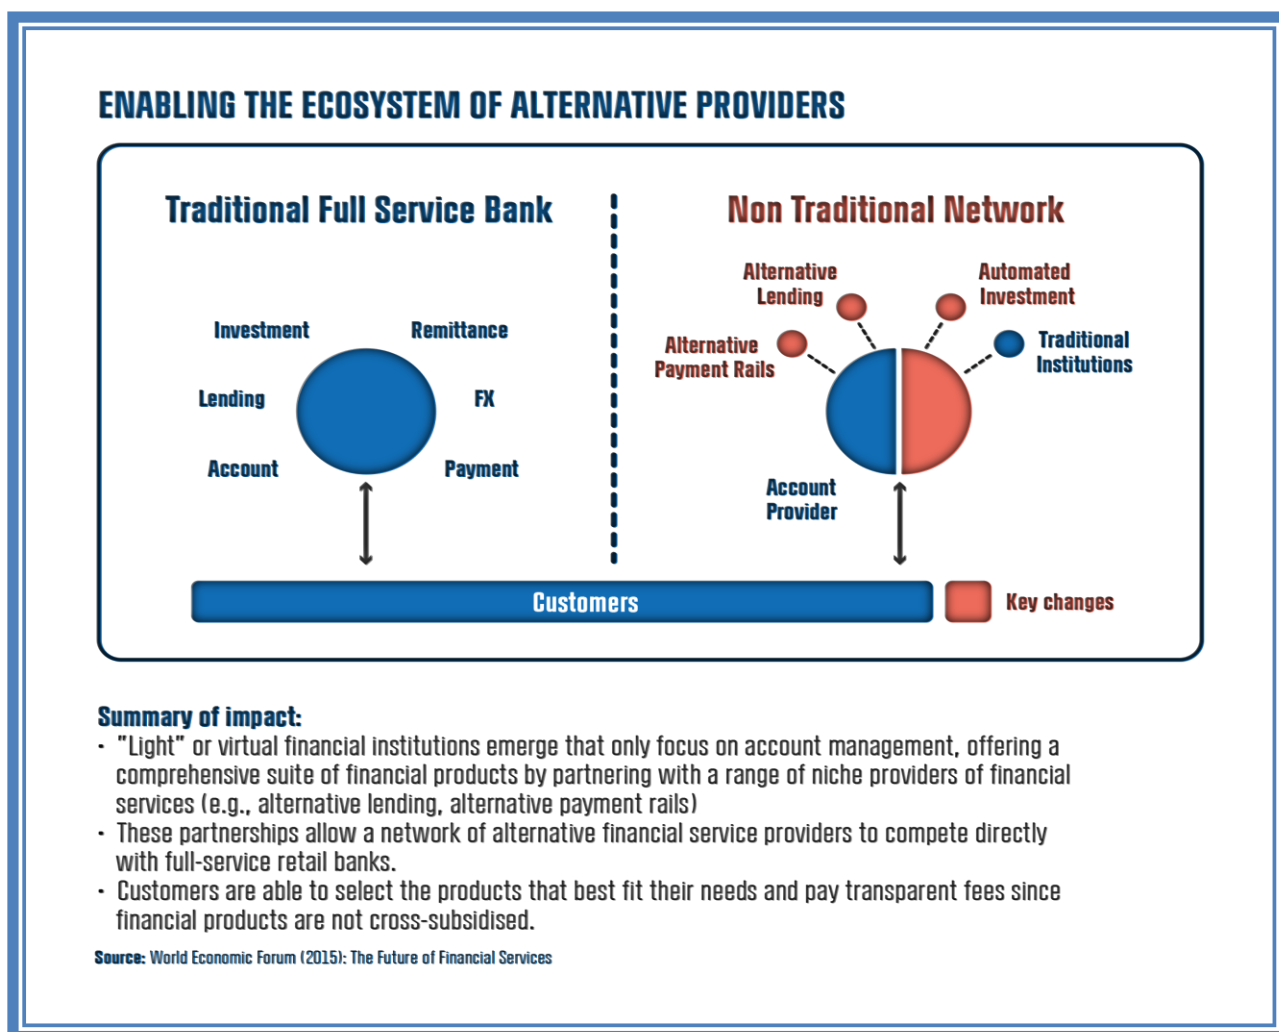 ENABLING THE ECOSYSTEM OF ALTERNATIVE PROVIDERS
Traditional Full Service Bank
Investment
Remittance
Lending
FX
Account
Payment
Non Traditional Network
Alternative
Lending
Automated
Investment
Alternative
Payment Rails
Traditional
Institutions
Account
Provider
Customers
Key changes
Summary of impact:
· "Light" or virtual financial institutions emerge that only focus on account management, offering a
comprehensive suite of financial products by partnering with a range of niche providers of financial
services (e.g., alternative lending, alternative payment rails)
· These partnerships allow a network of alternative financial service providers to compete directly
with full-service retail banks.
· Customers are able to select the products that best fit their needs and pay transparent fees since
financial products are not cross-subsidised.
Source: World Economic Forum (2015): The Future of Financial Services